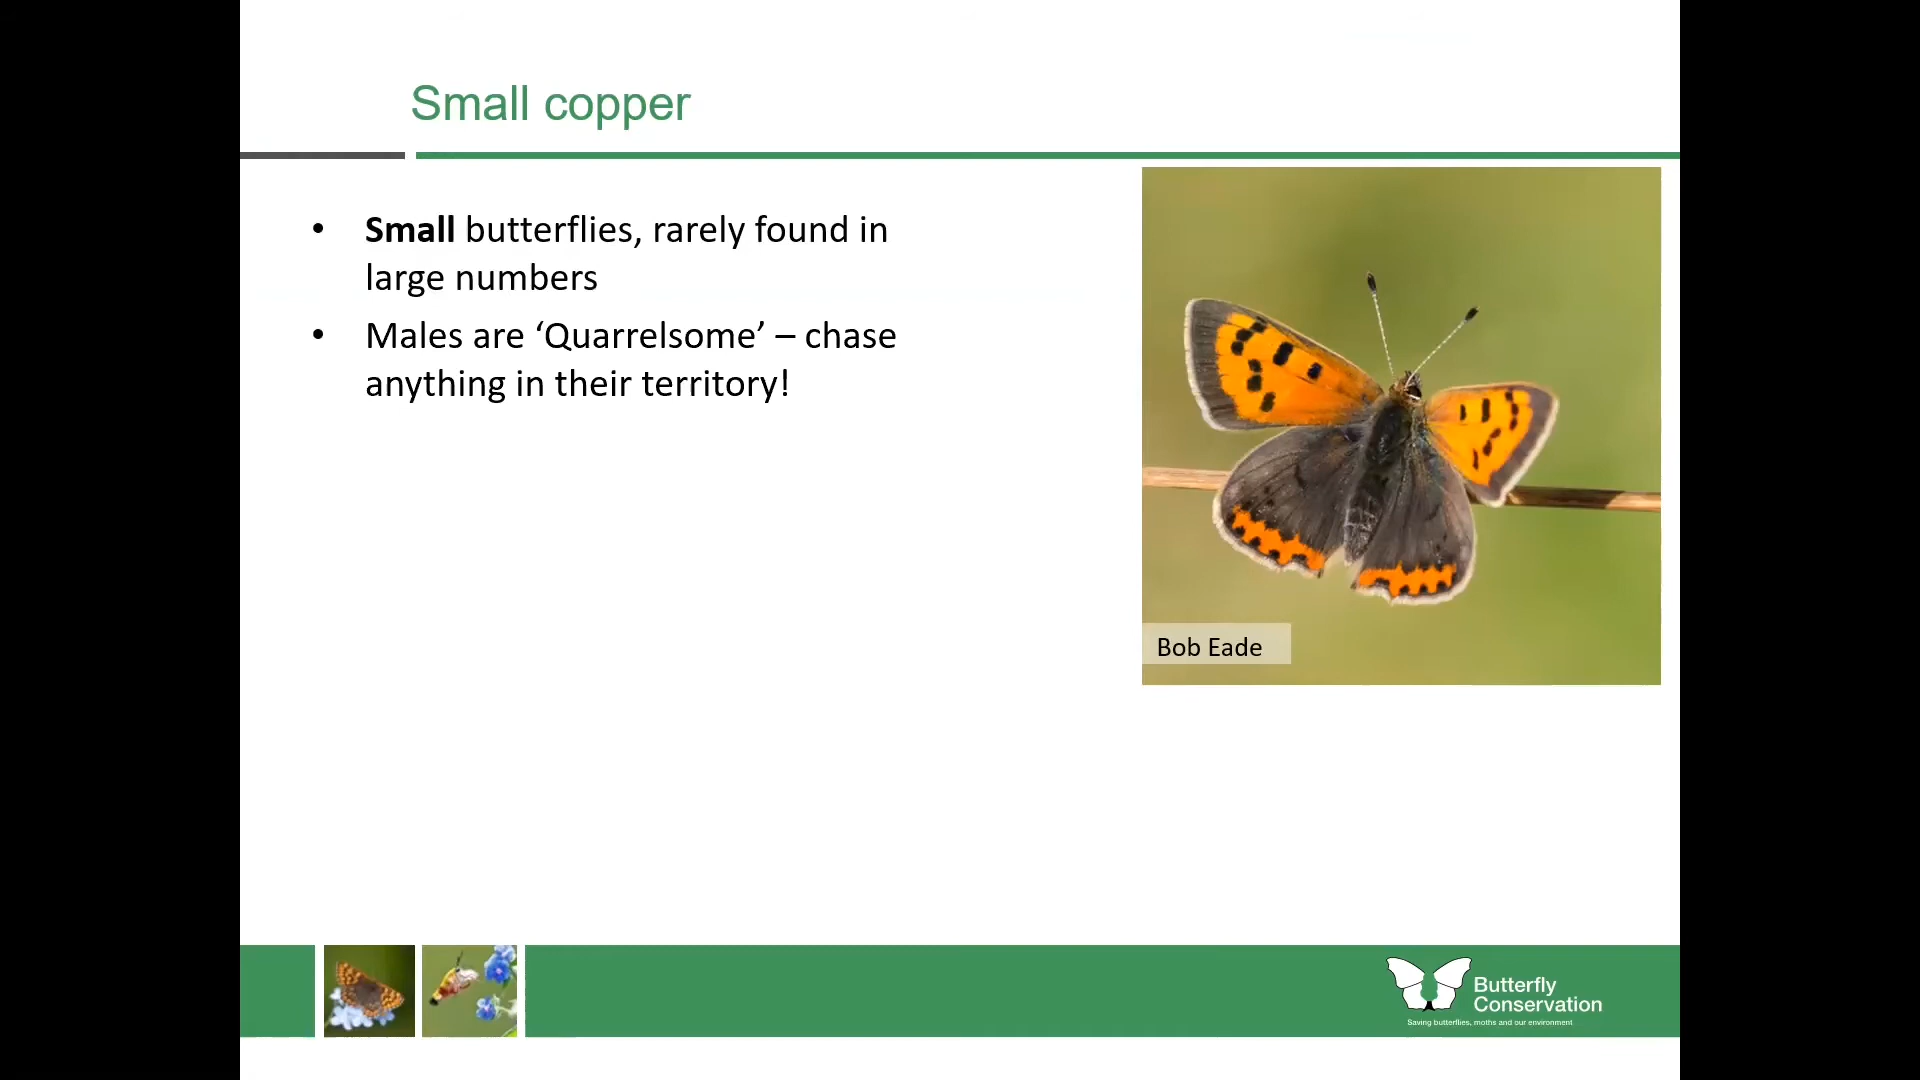 Small copper
• Small butterflies, rarely found in
large numbers
• Males are ‘Quarrelsome’ – chase
anything in their territory!
Bob Eade
Butterfly
Conservation
Saving butterflies, moths and our environment